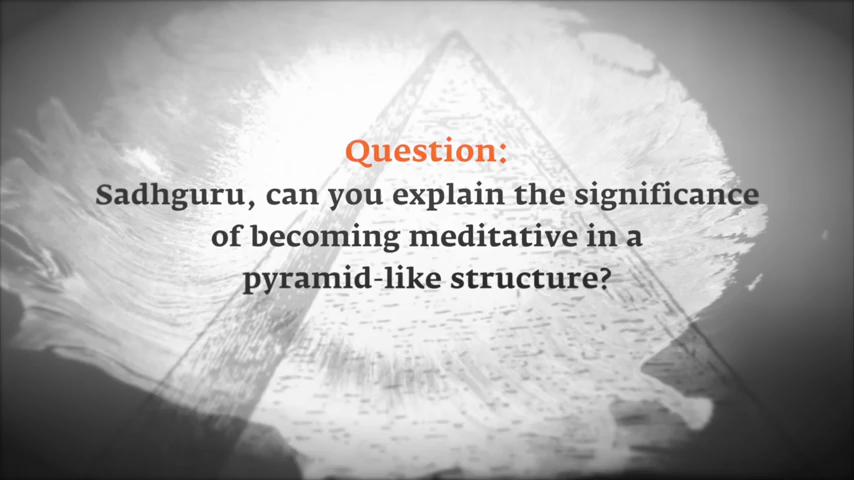 Question:
Sadhguru, can you explain the significance
of becoming meditative in a
pyramid-like structure?